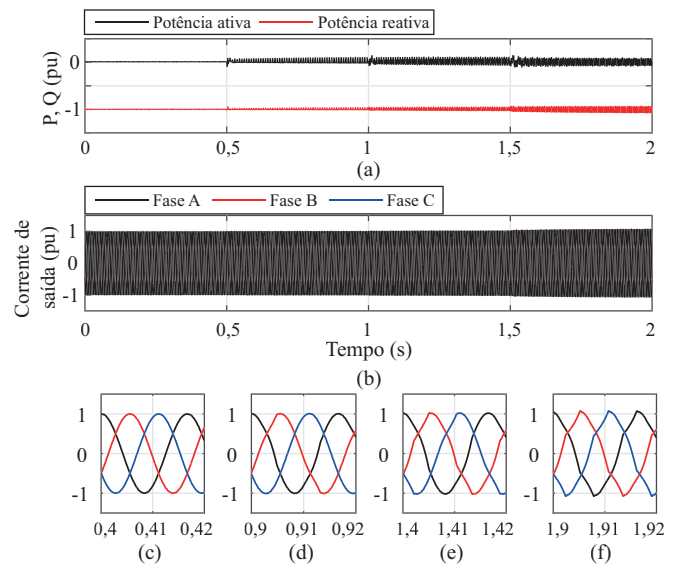 Potência ativa Potência reativa
P, Q (pu)
0
-1
0 0,5 1 1,5 2
(a)
Fase A Fase B Fase C
Corrente de
saída (pu)
1
0
-1
0 0,5 1 1,5 2
Tempo (s)
(b)
1 1 1 1
0 0 0 0
-1 -1 -1 -1
0,4 0,41 0,42 0,9 0,91 0,92 1,4 1,41 1,42 1,9 1,91 1,92
(c) (d) (e) (f)